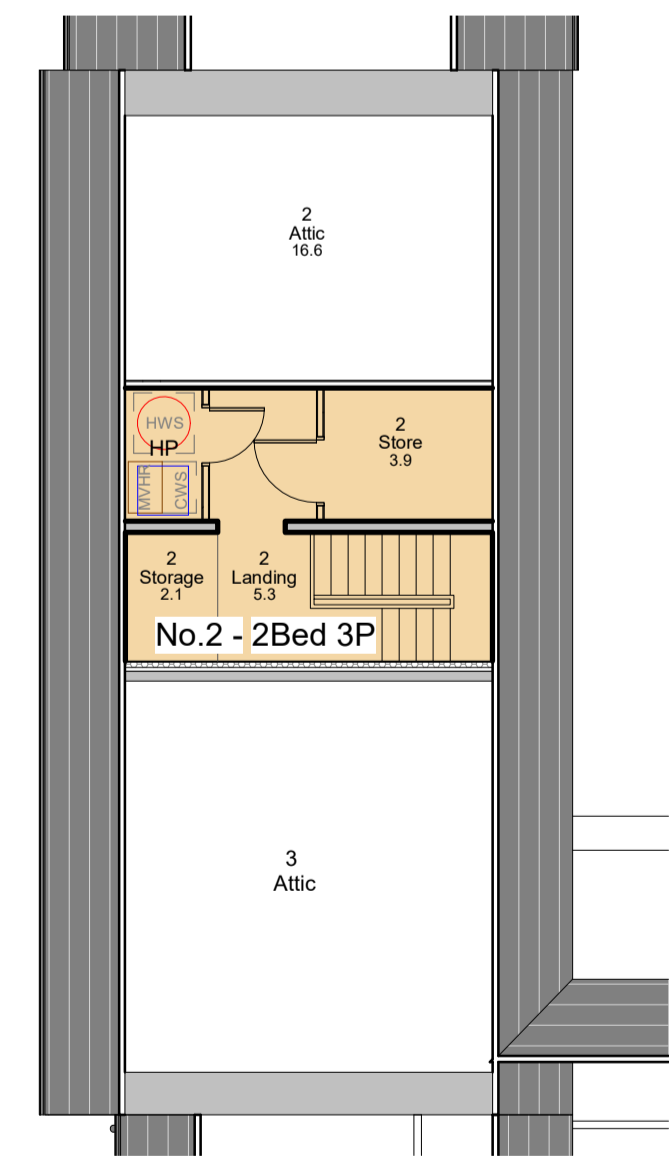 2
Attic
16.6
HWS
HP
MVHR
CWS
2
Store
3.9
2
Storage
2.1
2
Landing
5.3
No.2 - 2Bed 3P
3
Attic